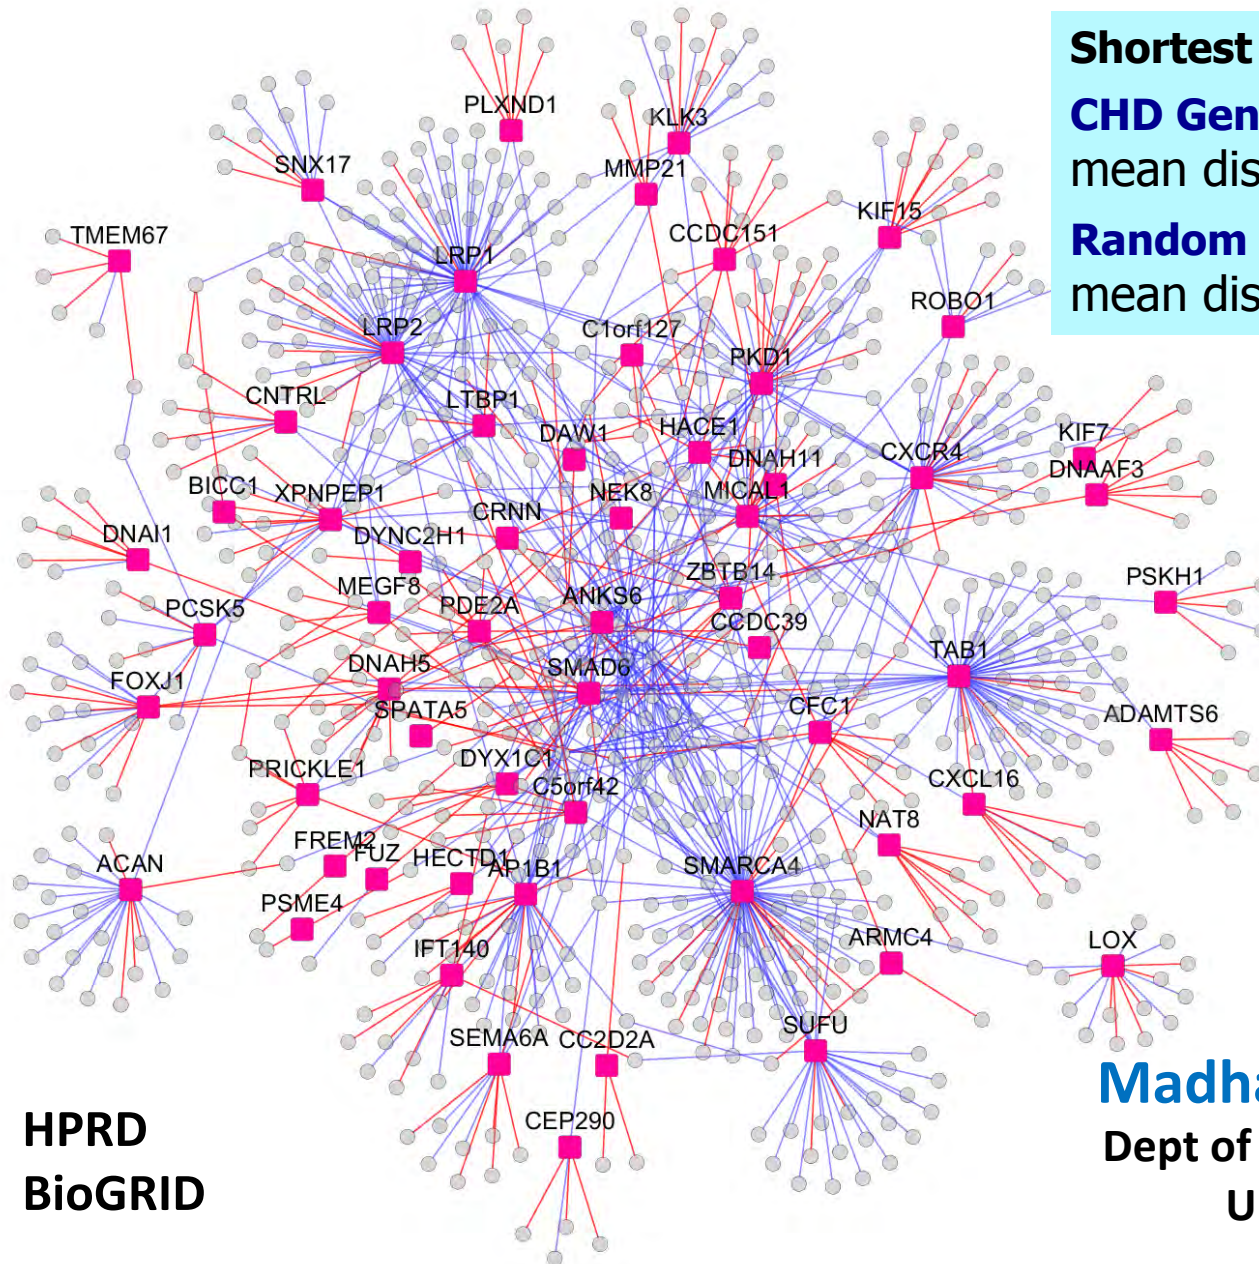 Shortest
CHD Gen
mean dis
Random
mean dis
PLXND1
KLK3
SNX17
MMP21
KIF15
TMEM67
CCDC151
LRP1
ROBO1
LRP2
C1orf127
PKD1
CNTRL
LTBP1
DAW1
HACE1
KIF7
DNAH11
CXCR4
DNAAF3
BICC1
XPNPEP1
NEK8
MICAL1
CRNN
DNAI1
DYNC2H1
ZBTB14
PSKH1
MEGF8
PCSK5
PDE2A
ANKS6
CCDC39
TAB1
DNAH5
SMAD6
FOXJ1
SPATA5
CFC1
ADAMTS6
PRICKLE1
DYX1C1
CXCL16
C5orf42
NAT8
FREM2
FUZ
HECTD1
ACAN
AP1B1
SMARCA4
PSME4
ARMC4
LOX
IFT140
SUFU
SEMA6A
CC2D2A
Madha
HPRD
CEP290
Dept of
BioGRID
U